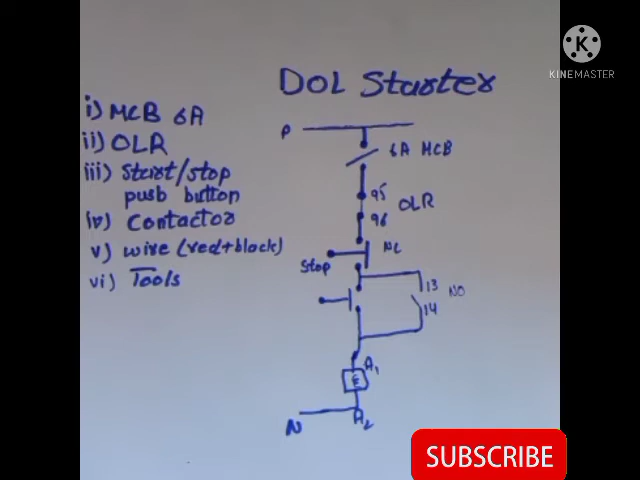 K
KINEMASTER
DOL Starter
i) MCB 6A
ii) OLR
iii) Start/stop
push button
iv) Contactor
v) wire (red+black)
vi) Tools
P
6A MCB
95
OLR
96
NC
Stop
13
NO
14
A1
E
A2
N
SUBSCRIBE